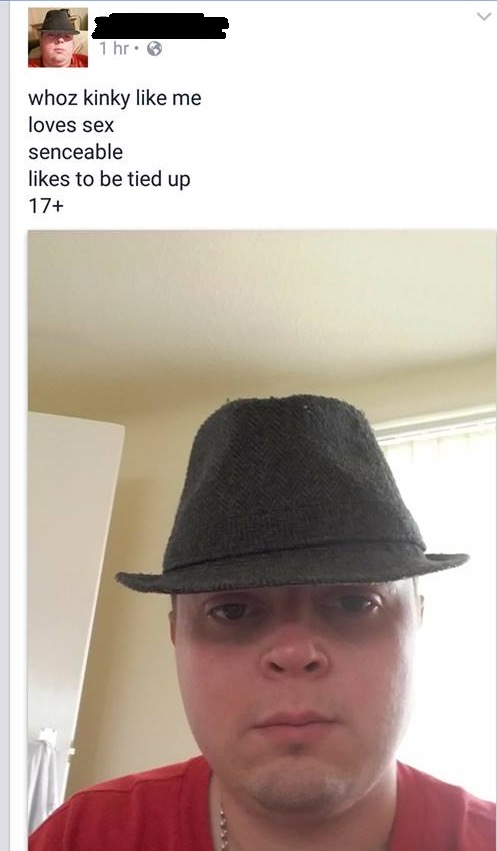 1 hr ·
whoz kinky like me
loves sex
senceable
likes to be tied up
17+